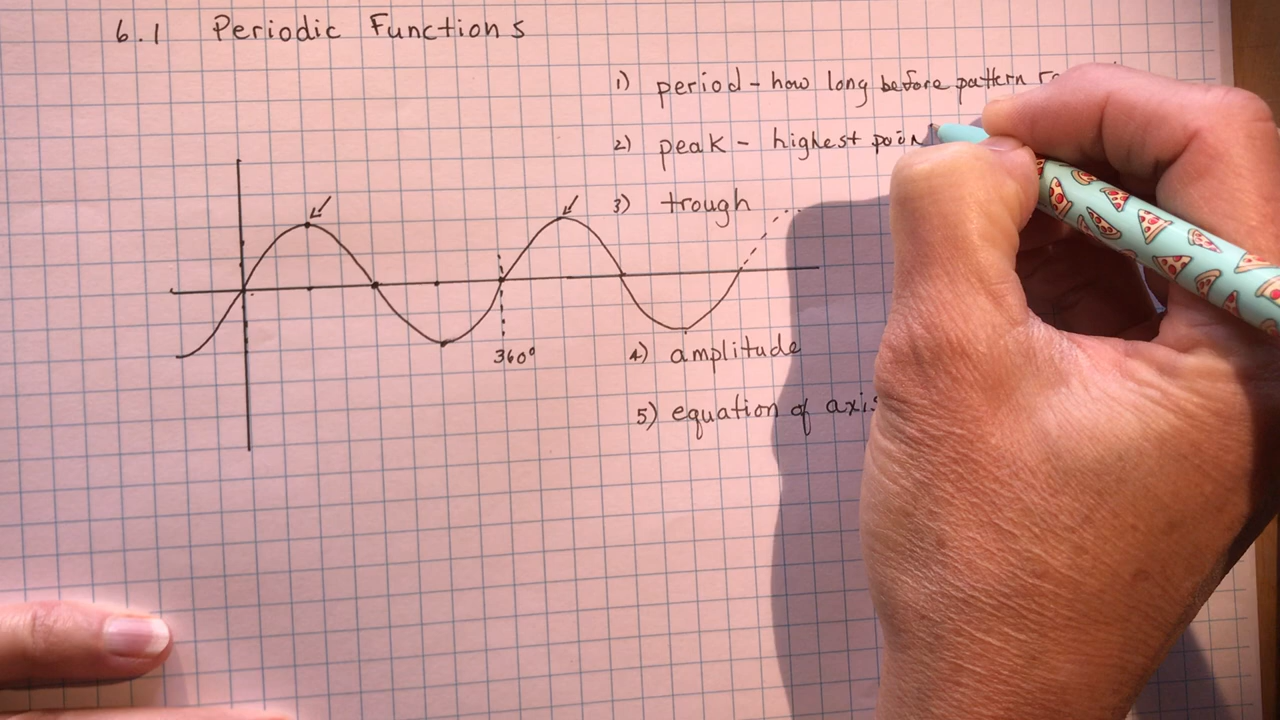 6.1 Periodic Functions
1) period - how long before pattern
2) peak - highest
3) trough
360°
4) amplitude
5) equation of axis